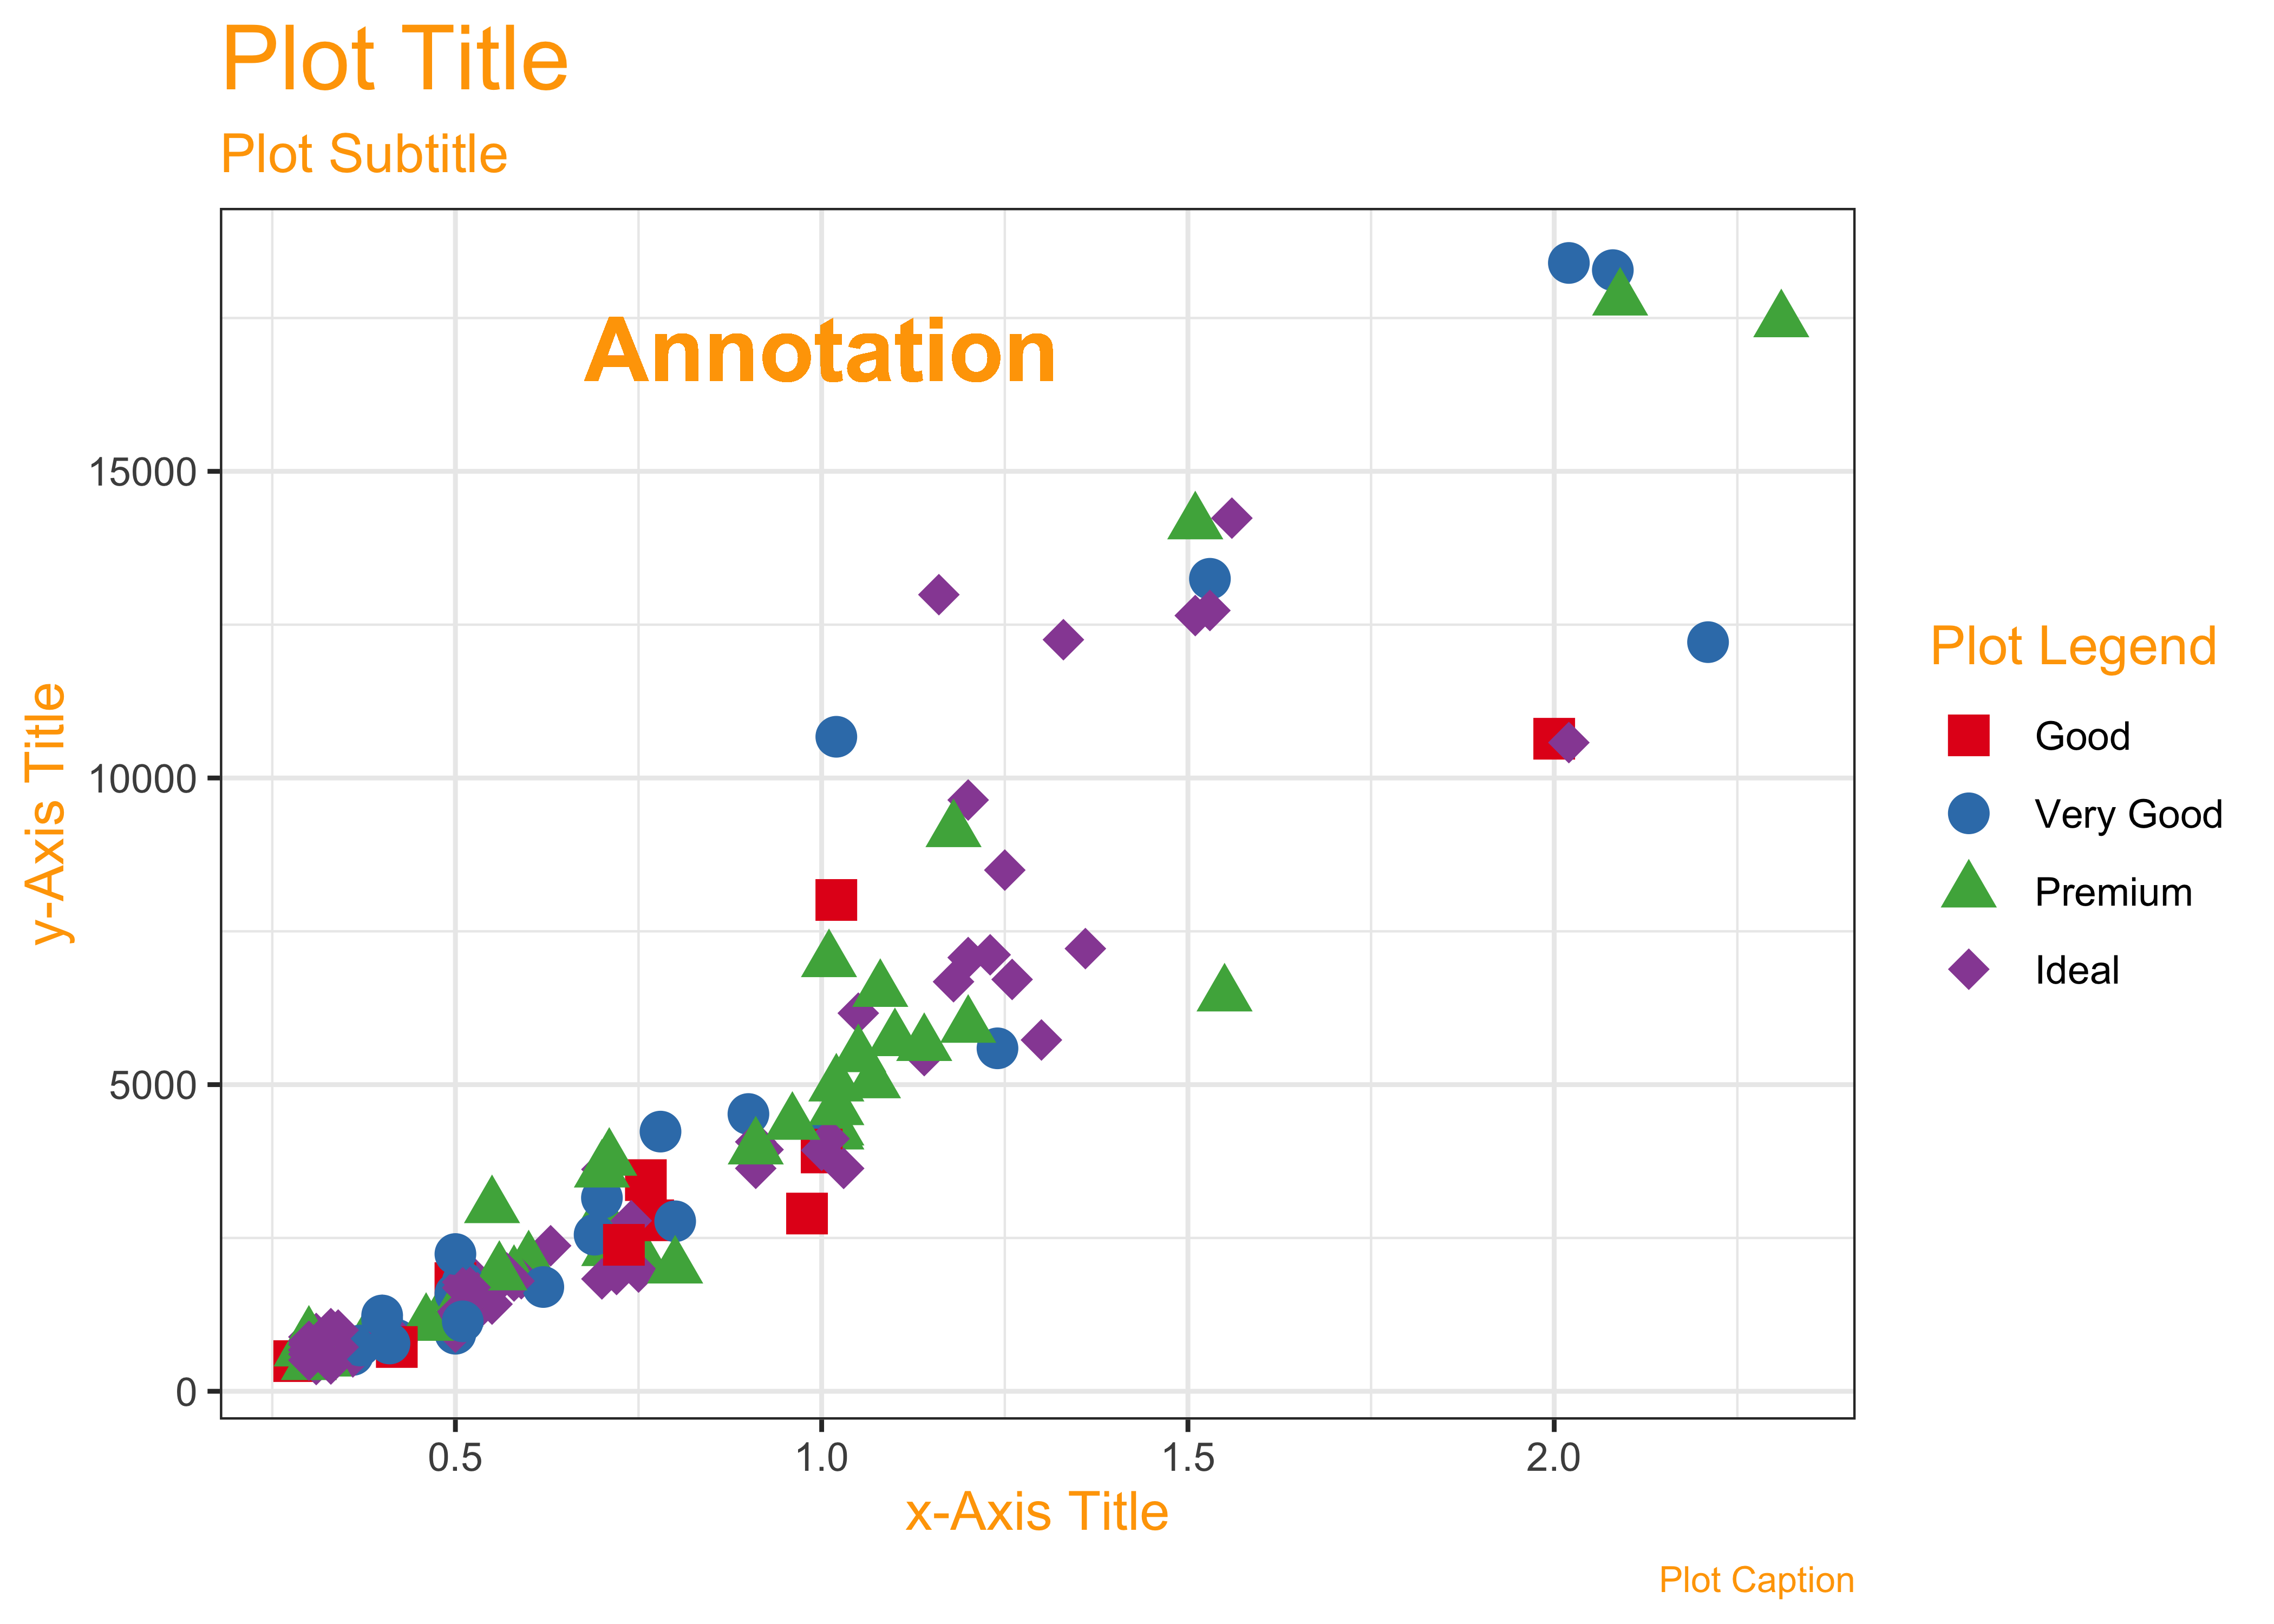 Plot Title
Plot Subtitle
Annotation
15000
10000
5000
0
y-Axis Title
0.5 1.0 1.5 2.0
x-Axis Title
Plot Legend
Good
Very Good
Premium
Ideal
Plot Caption